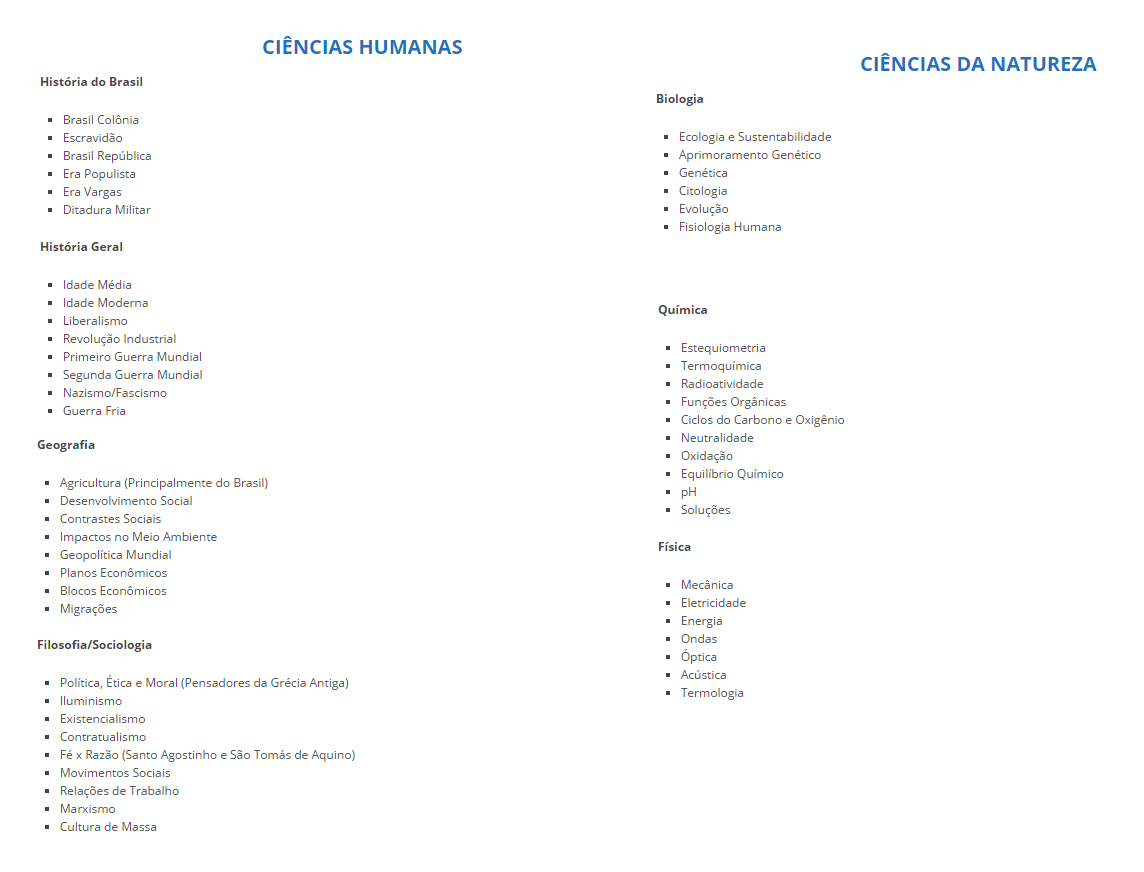 CIÊNCIAS HUMANAS
História do Brasil
Brasil Colônia
Escravidão
Brasil República
Era Populista
Era Vargas
Ditadura Militar
História Geral
Idade Média
Idade Moderna
Liberalismo
Revolução Industrial
Primeiro Guerra Mundial
Segunda Guerra Mundial
Nazismo/Fascismo
Guerra Fria
Geografia
Agricultura (Principalmente do Brasil)
Desenvolvimento Social
Contrastes Sociais
Impactos no Meio Ambiente
Geopolítica Mundial
Planos Econômicos
Blocos Econômicos
Migrações
Filosofia/Sociologia
Política, Ética e Moral (Pensadores da Grécia Antiga)
Iluminismo
Existencialismo
Contratualismo
Fé x Razão (Santo Agostinho e São Tomás de Aquino)
Movimentos Sociais
Relações de Trabalho
Marxismo
Cultura de Massa
CIÊNCIAS DA NATUREZA
Biologia
Ecologia e Sustentabilidade
Aprimoramento Genético
Genética
Citologia
Evolução
Fisiologia Humana
Química
Estequiometria
Termoquímica
Radioatividade
Funções Orgânicas
Ciclos do Carbono e Oxigênio
Neutralidade
Oxidação
Equilíbrio Químico
pH
Soluções
Física
Mecânica
Eletricidade
Energia
Ondas
Óptica
Acústica
Termologia